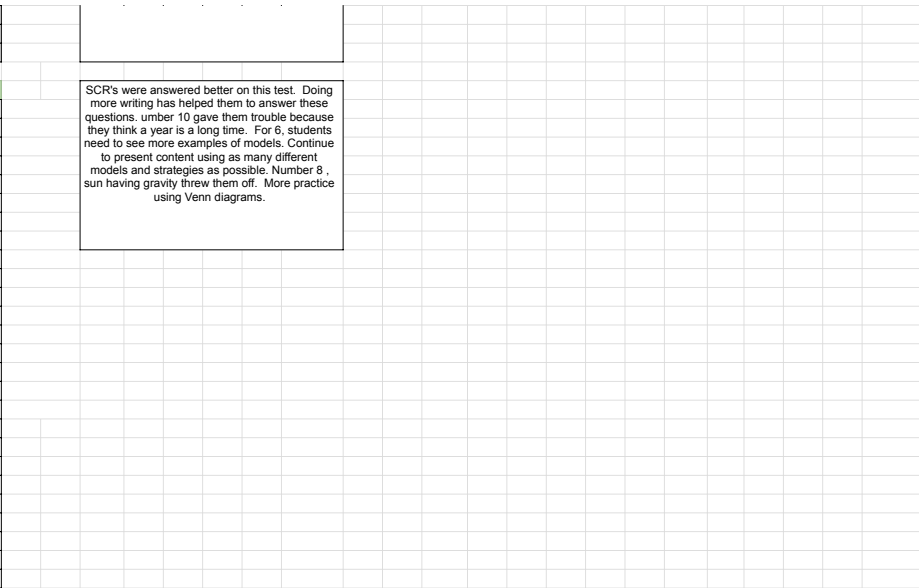 SCR's were answered better on this test.  Doing
more writing has helped them to answer these
questions. umber 10 gave them trouble because
they think a year is a long time.  For 6, students
need to see more examples of models. Continue
to present content using as many different
models and strategies as possible. Number 8 ,
sun having gravity threw them off.  More practice
using Venn diagrams.